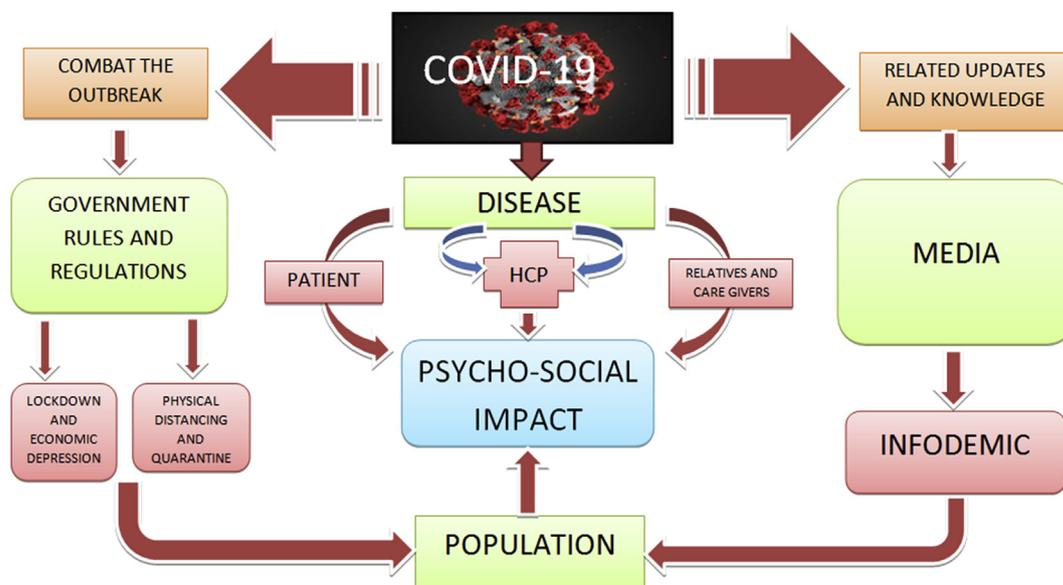 COVID-19
COMBAT THE
OUTBREAK
RELATED UPDATES
AND KNOWLEDGE
GOVERNMENT
RULES AND
REGULATIONS
DISEASE
MEDIA
PATIENT
HCP
RELATIVES AND
CARE GIVERS
PSYCHO-SOCIAL
IMPACT
LOCKDOWN
AND
ECONOMIC
DEPRESSION
PHYSICAL
DISTANCING
AND
QUARANTINE
INFODEMIC
POPULATION